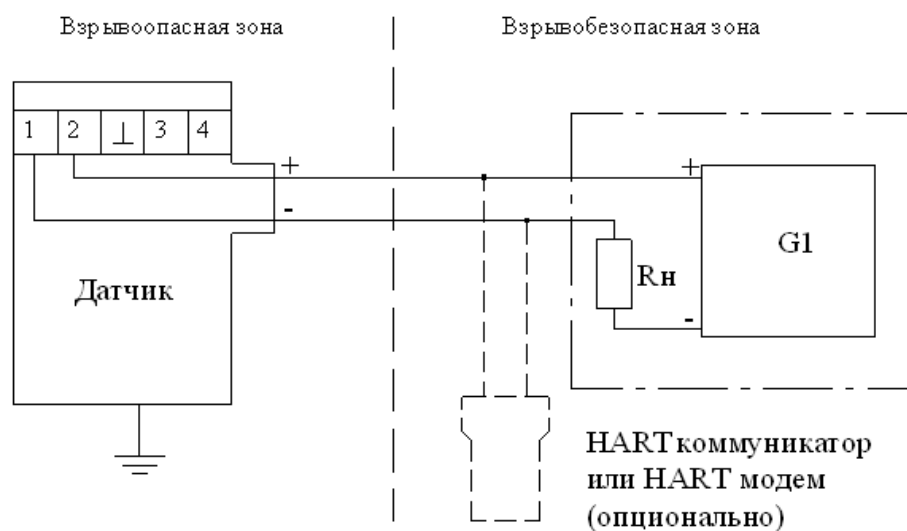 Взрывоопасная зона
Взрывобезопасная зона
1 2 3 4
+
-
+
G1
Rн
-
Датчик
HART коммуникатор
или HART модем
(опционально)